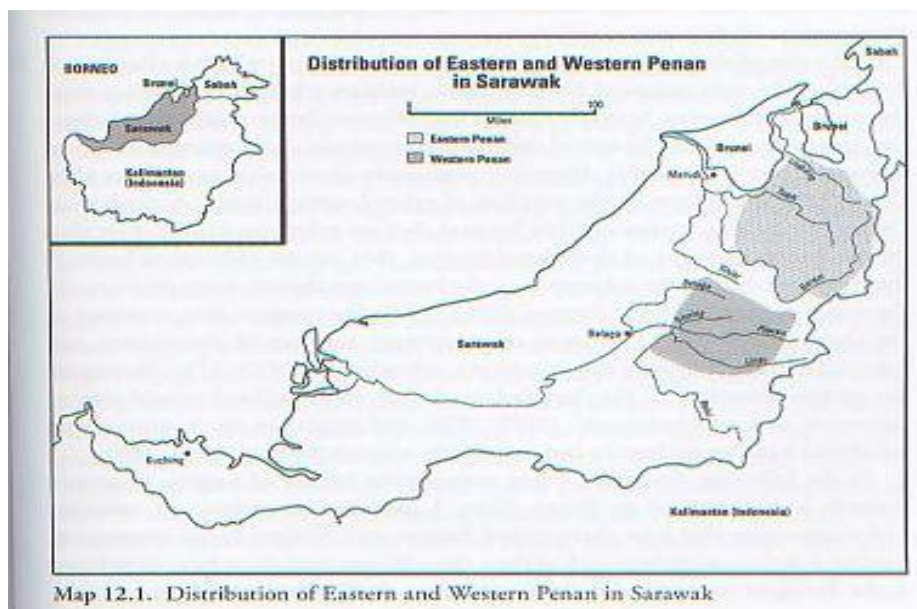 BORNEO
Brunei
Sabah
Sarawak
Kalimantan
(Indonesia)
Distribution of Eastern and Western Penan
in Sarawak
0 100
Miles
Eastern Penan
Western Penan
Sabah
Brunei
Brunei
Marudi
Belaga
Sarawak
Kuching
Kalimantan (Indonesia)
Map 12.1. Distribution of Eastern and Western Penan in Sarawak